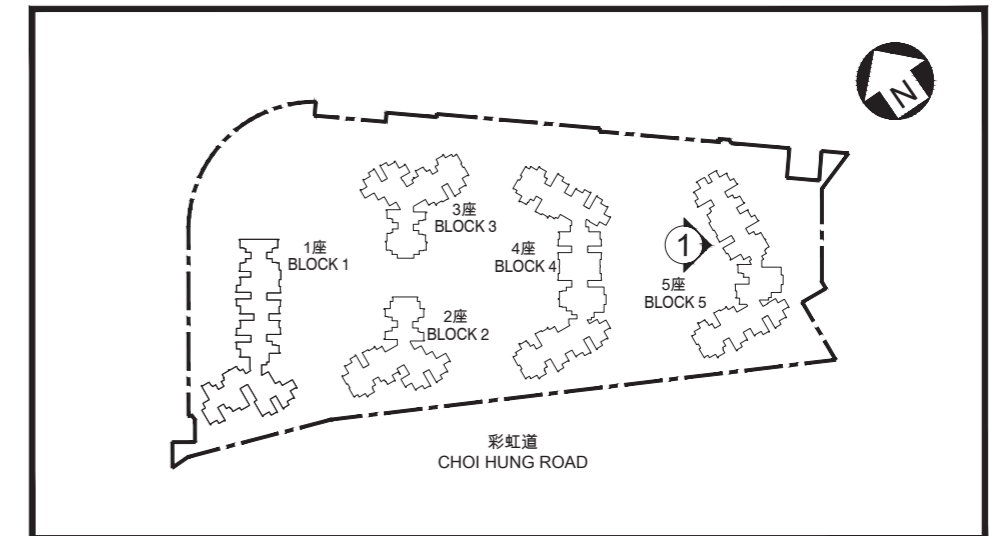 N
3座
BLOCK 3
1座
BLOCK 1
4座
BLOCK 4
1
5座
BLOCK 5
2座
BLOCK 2
彩虹道
CHOI HUNG ROAD